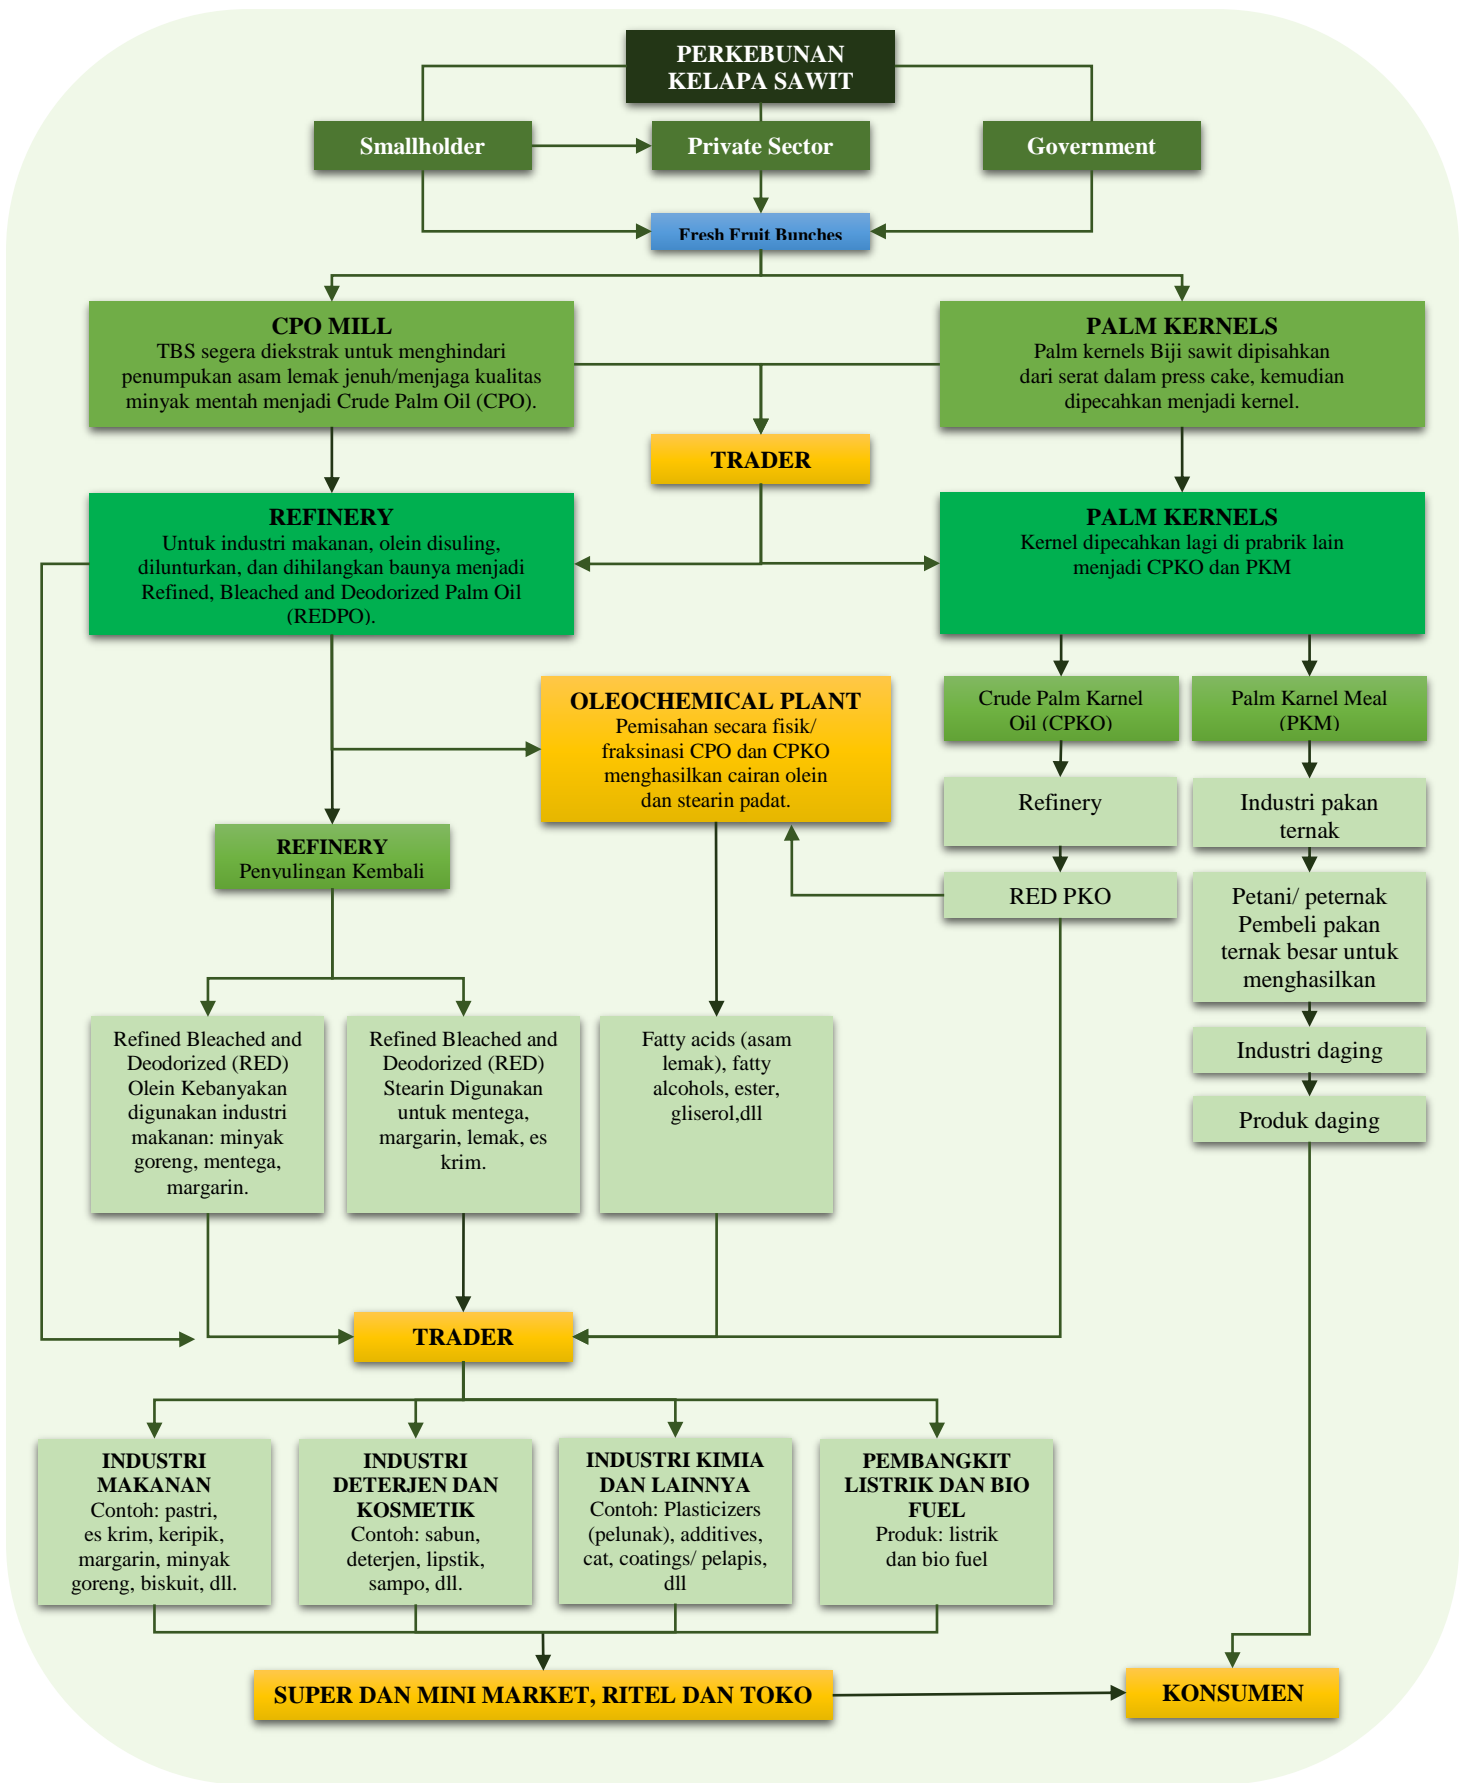 PERKEBUNAN
KELAPA SAWIT
Smallholder
Private Sector
Government
Fresh Fruit Bunches
CPO MILL
TBS segera diekstrak untuk menghindari
penumpukan asam lemak jenuh/menjaga kualitas
minyak mentah menjadi Crude Palm Oil (CPO).
PALM KERNELS
Palm kernels Biji sawit dipisahkan
dari serat dalam press cake, kemudian
dipecahkan menjadi kernel.
TRADER
REFINERY
Untuk industri makanan, olein disuling,
dilunturkan, dan dihilangkan baunya menjadi
Refined, Bleached and Deodorized Palm Oil
(REDPO).
PALM KERNELS
Kernel dipecahkan lagi di prabrik lain
menjadi CPKO dan PKM
OLEOCHEMICAL PLANT
Pemisahan secara fisik/
fraksinasi CPO dan CPKO
menghasilkan cairan olein
dan stearin padat.
Crude Palm Karnel
Oil (CPKO)
Palm Karnel Meal
(PKM)
Refinery
Industri pakan
ternak
REFINERY
Penyulingan Kembali
RED PKO
Petani/ peternak
Pembeli pakan
ternak besar untuk
menghasilkan
Refined Bleached and
Deodorized (RED)
Olein Kebanyakan
digunakan industri
makanan: minyak
goreng, mentega,
margarin.
Refined Bleached and
Deodorized (RED)
Stearin Digunakan
untuk mentega,
margarin, lemak, es
krim.
Fatty acids (asam
lemak), fatty
alcohols, ester,
gliserol,dll
Industri daging
Produk daging
TRADER
INDUSTRI
MAKANAN
Contoh: pastri,
es krim, keripik,
margarin, minyak
goreng, biskuit, dll.
INDUSTRI
DETERJEN DAN
KOSMETIK
Contoh: sabun,
deterjen, lipstik,
sampo, dll.
INDUSTRI KIMIA
DAN LAINNYA
Contoh: Plasticizers
(pelunak), additives,
cat, coatings/ pelapis,
dll
PEMBANGKIT
LISTRIK DAN BIO
FUEL
Produk: listrik
dan bio fuel
SUPER DAN MINI MARKET, RITEL DAN TOKO
KONSUMEN